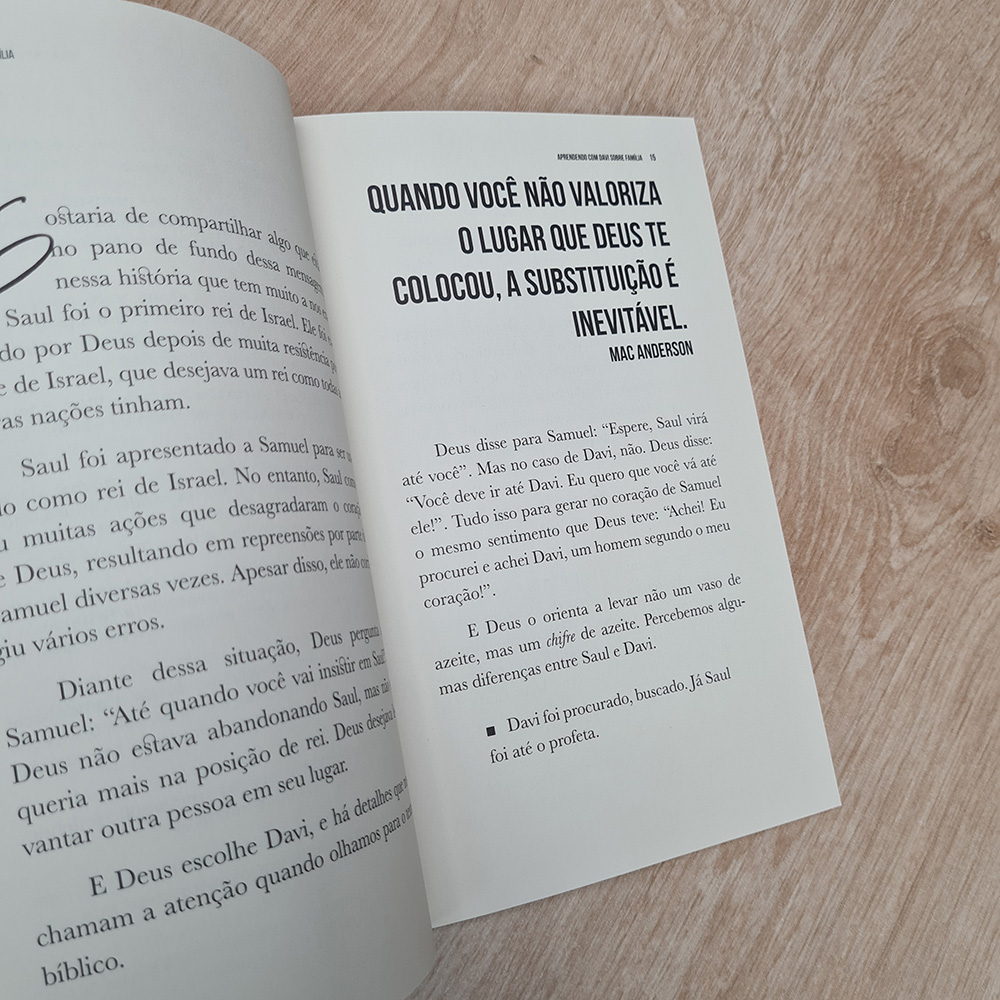 ostaria de compartilhar algo que
no pano de fundo dessa
nessa história que tem muito a nos
Saul foi o primeiro rei de Israel. Ele foi
do por Deus depois de muita resistência
e de Israel, que desejava um rei como
ras nações tinham.
Saul foi apresentado a Samuel para ser
o como rei de Israel. No entanto, Saul
u muitas ações que desagradaram o
e Deus, resultando em repreensões por parte
amuel diversas vezes. Apesar disso, ele não
giu vários erros.
Diante dessa situação, Deus
Samuel: “Até quando você vai insistir em
Deus não estava abandonando Saul, mas
queria mais na posição de rei. Deus
vantar outra pessoa em seu lugar.
E Deus escolhe Davi, e há detalhes que
chamam a atenção quando olhamos para o
bíblico.
APRENDENDO COM DAVI SOBRE FAMÍLIA 15
QUANDO VOCÊ NÃO VALORIZA
O LUGAR QUE DEUS TE
COLOCOU, A SUBSTITUIÇÃO É
INEVITÁVEL.
MAC ANDERSON
Deus disse para Samuel: “Espere, Saul virá
até você”. Mas no caso de Davi, não. Deus disse:
“Você deve ir até Davi. Eu quero que você vá até
ele!”. Tudo isso para gerar no coração de Samuel
o mesmo sentimento que Deus teve: “Achei! Eu
procurei e achei Davi, um homem segundo o meu
coração!”.
E Deus o orienta a levar não um vaso de
azeite, mas um chifre de azeite. Percebemos algu-
mas diferenças entre Saul e Davi.
■ Davi foi procurado, buscado. Já Saul
foi até o profeta.